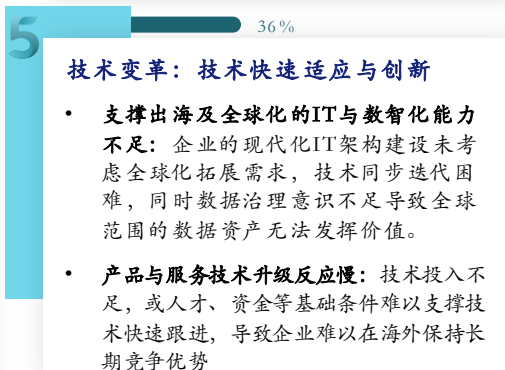 5
36%
技术变革：技术快速适应与创新
• 支撑出海及全球化的IT与数智化能力
不足：企业的现代化IT架构建设未考
虑全球化拓展需求，技术同步迭代困
难，同时数据治理意识不足导致全球
范围的数据资产无法发挥价值。
• 产品与服务技术升级反应慢：技术投入不
足，或人才、资金等基础条件难以支撑技
术快速跟进，导致企业难以在海外保持长
期竞争优势